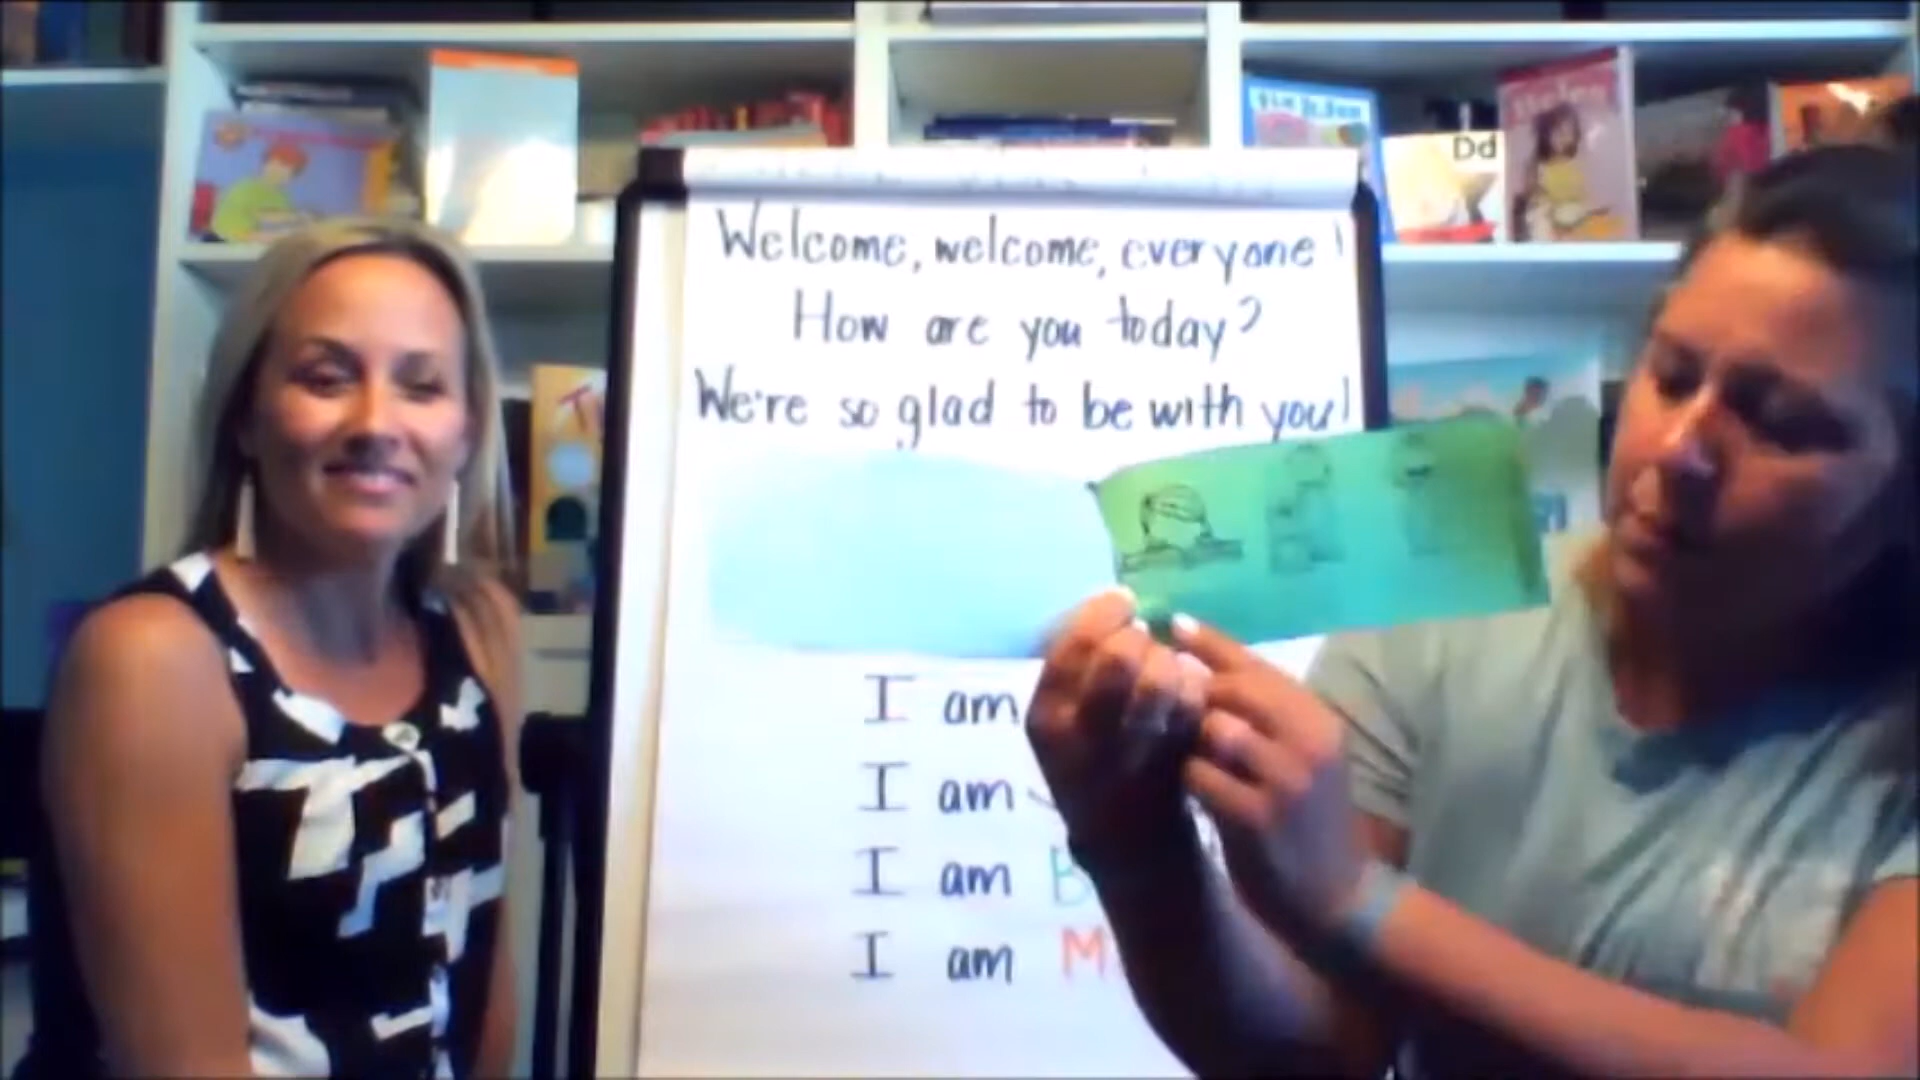 Welcome, welcome, everyone!
How are you today?
We're so glad to be with you!
I am
I am
I am B
I am M
Dd